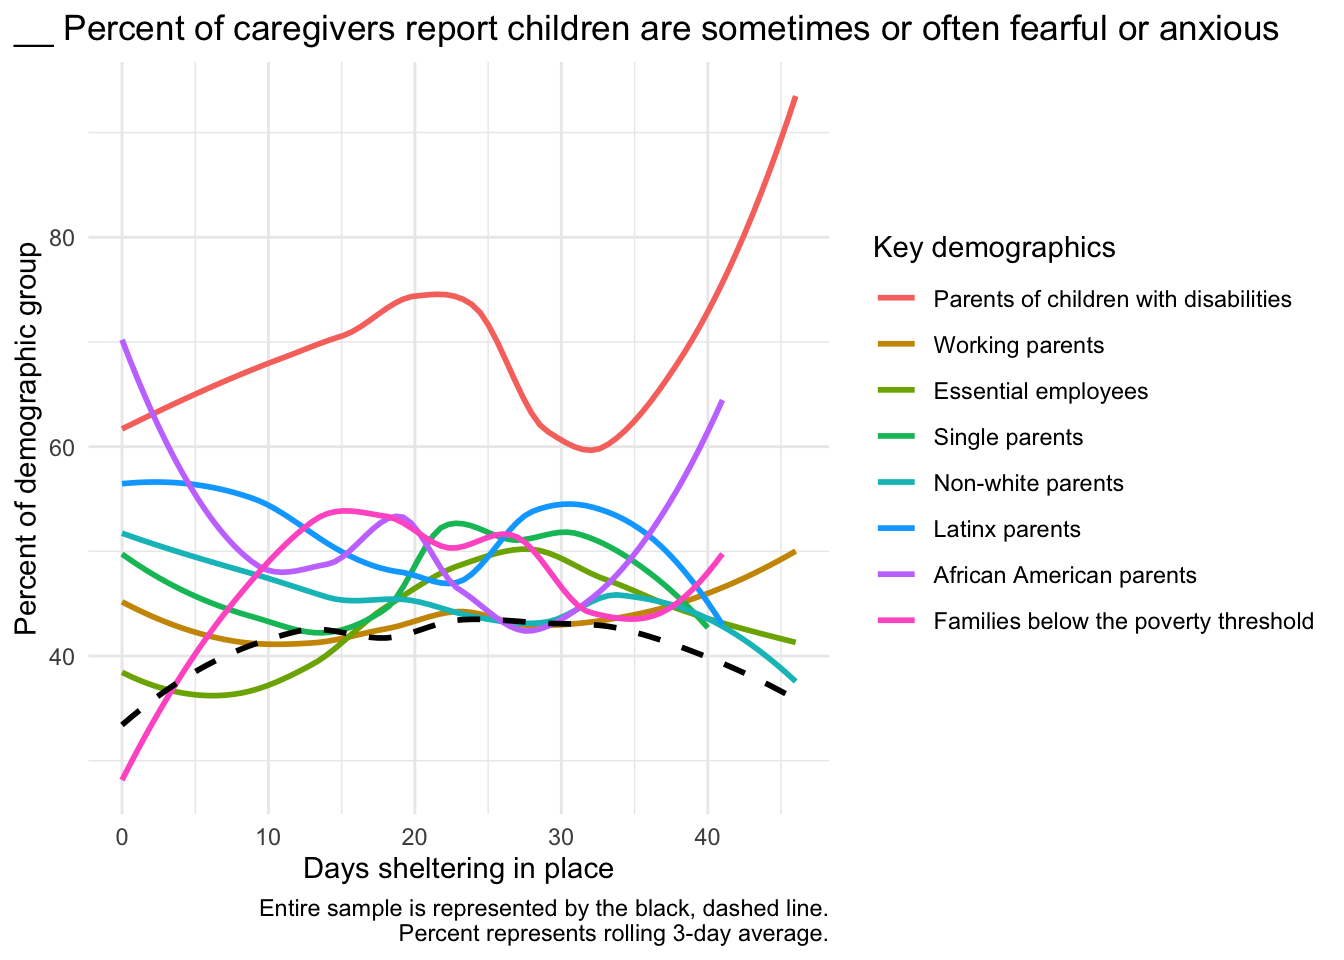 __ Percent of caregivers report children are sometimes or often fearful or anxious
Percent of demographic group
80
60
40
0 10 20 30 40
Days sheltering in place
Key demographics
Parents of children with disabilities
Working parents
Essential employees
Single parents
Non-white parents
Latinx parents
African American parents
Families below the poverty threshold
Entire sample is represented by the black, dashed line.
Percent represents rolling 3-day average.